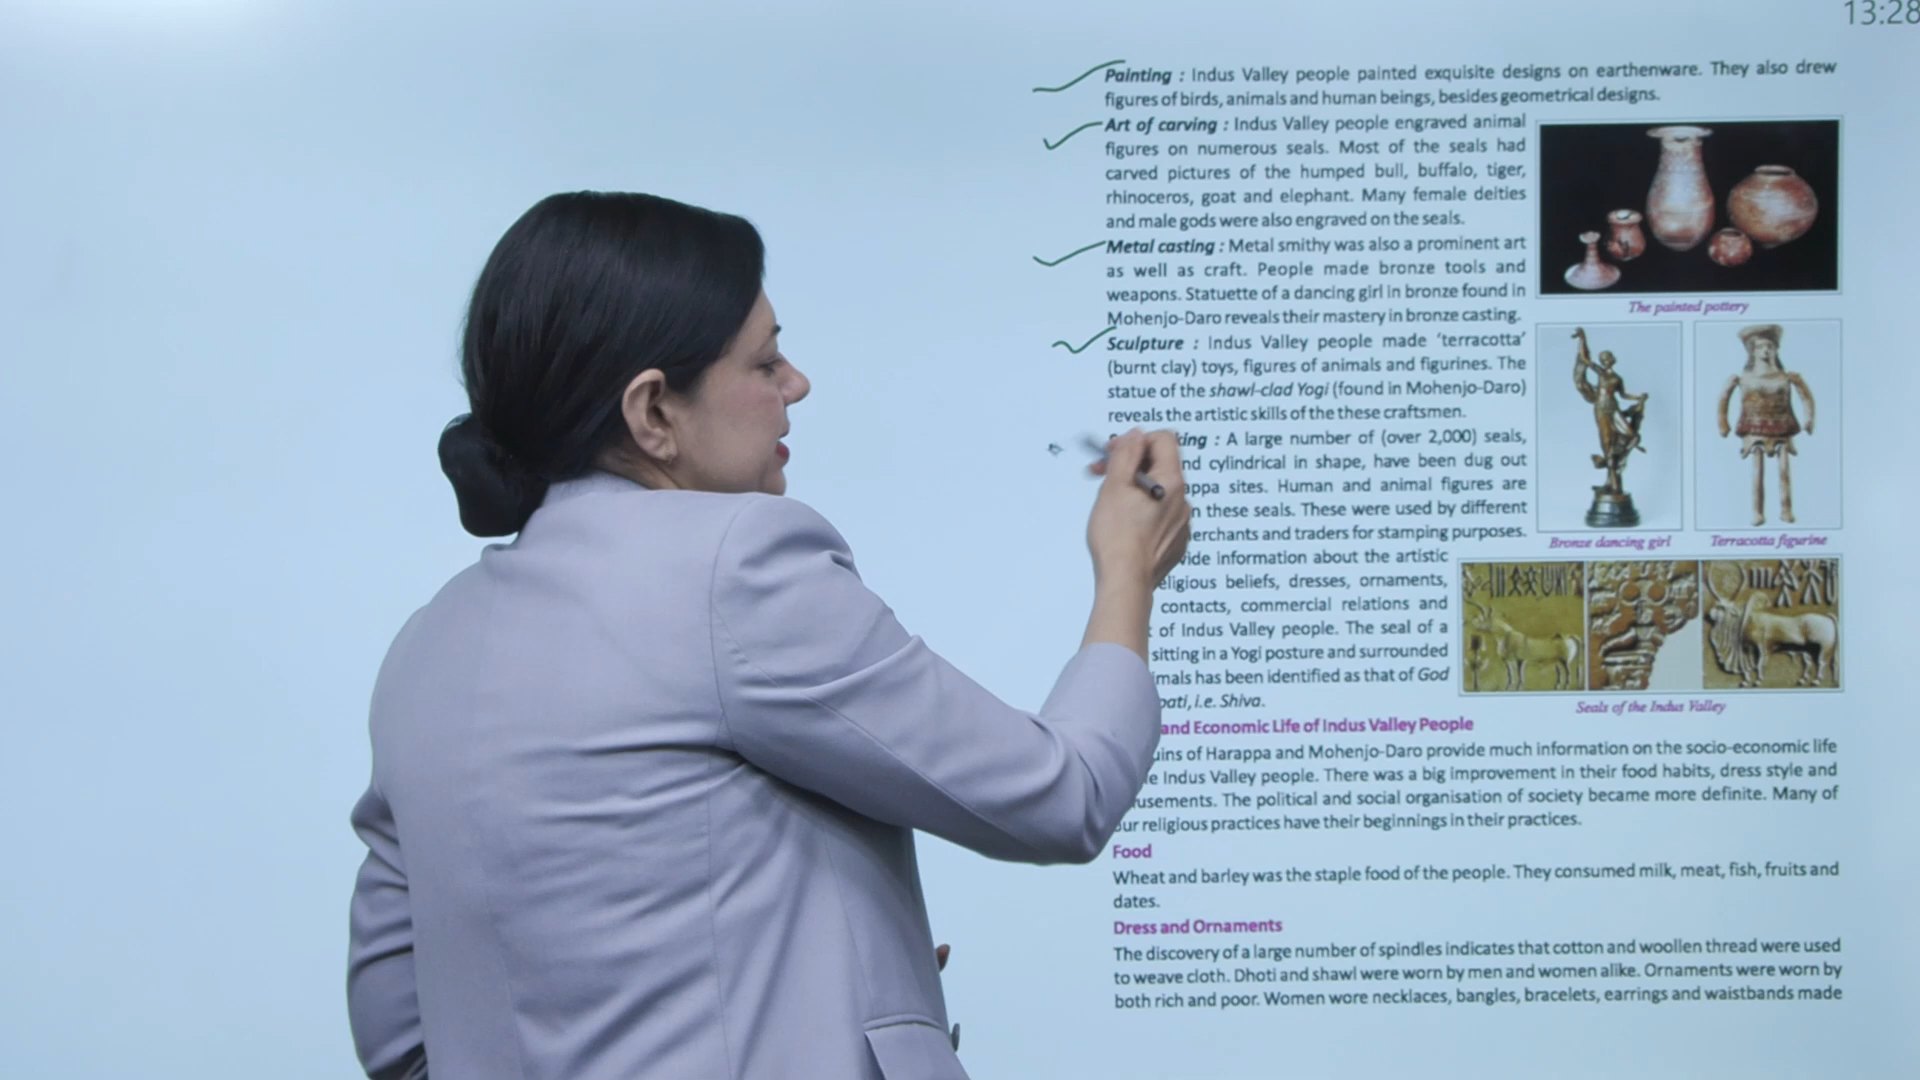 13:28
Painting : Indus Valley people painted exquisite designs on earthenware. They also drew
figures of birds, animals and human beings, besides geometrical designs.
Art of carving : Indus Valley people engraved animal
figures on numerous seals. Most of the seals had
carved pictures of the humped bull, buffalo, tiger,
rhinoceros, goat and elephant. Many female deities
and male gods were also engraved on the seals.
Metal casting : Metal smithy was also a prominent art
as well as craft. People made bronze tools and
weapons. Statuette of a dancing girl in bronze found in
Mohenjo-Daro reveals their mastery in bronze casting.
Sculpture : Indus Valley people made ‘terracotta’
(burnt clay) toys, figures of animals and figurines. The
statue of the shawl-clad Yogi (found in Mohenjo-Daro)
reveals the artistic skills of the these craftsmen.
: A large number of (over 2,000) seals,
cylindrical in shape, have been dug out
sites. Human and animal figures are
these seals. These were used by different
and traders for stamping purposes.
information about the artistic
beliefs, dresses, ornaments,
contacts, commercial relations and
of Indus Valley people. The seal of a
sitting in a Yogi posture and surrounded
has been identified as that of God
i.e. Shiva.
The painted pottery
Bronze dancing girl
Terracotta figurine
Seals of the Indus Valley
and Economic Life of Indus Valley People
of Harappa and Mohenjo-Daro provide much information on the socio-economic life
Indus Valley people. There was a big improvement in their food habits, dress style and
The political and social organisation of society became more definite. Many of
our religious practices have their beginnings in their practices.
Food
Wheat and barley was the staple food of the people. They consumed milk, meat, fish, fruits and
dates.
Dress and Ornaments
The discovery of a large number of spindles indicates that cotton and woollen thread were used
to weave cloth. Dhoti and shawl were worn by men and women alike. Ornaments were worn by
both rich and poor. Women wore necklaces, bangles, bracelets, earrings and waistbands made